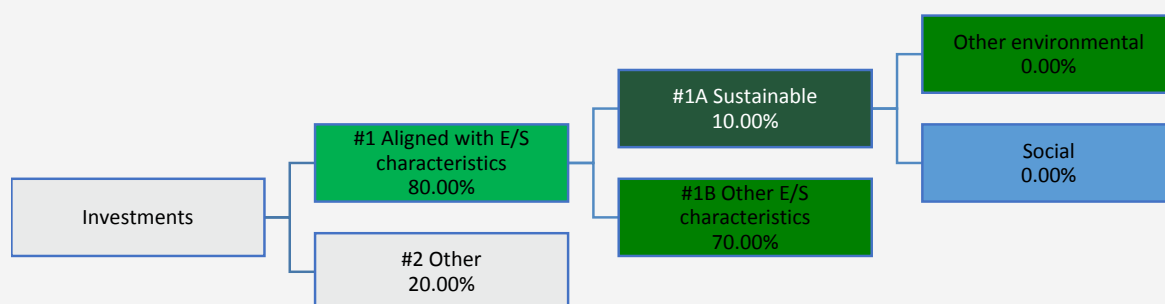 Investments
#1 Aligned with E/S
characteristics
80.00%
#2 Other
20.00%
#1A Sustainable
10.00%
#1B Other E/S
characteristics
70.00%
Other environmental
0.00%
Social
0.00%